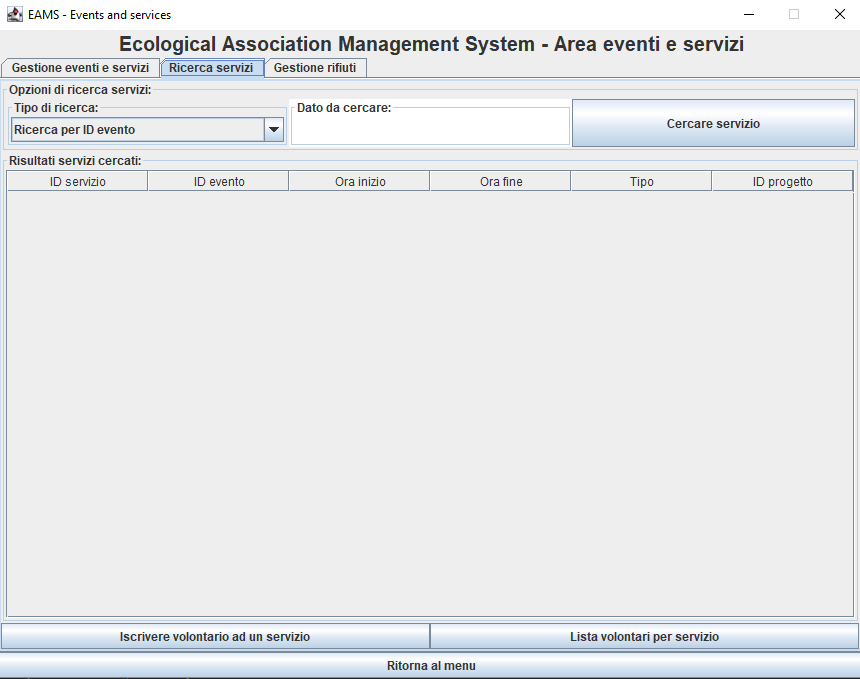 EAMS - Events and services
Ecological Association Management System - Area eventi e servizi
Gestione eventi e servizi Ricerca servizi Gestione rifiuti
Opzioni di ricerca servizi:
Tipo di ricerca: Dato da cercare:
Ricerca per ID evento Cercare servizio
Risultati servizi cercati:
ID servizio ID evento Ora inizio Ora fine Tipo ID progetto
Iscrivere volontario ad un servizio Lista volontari per servizio
Ritorna al menu